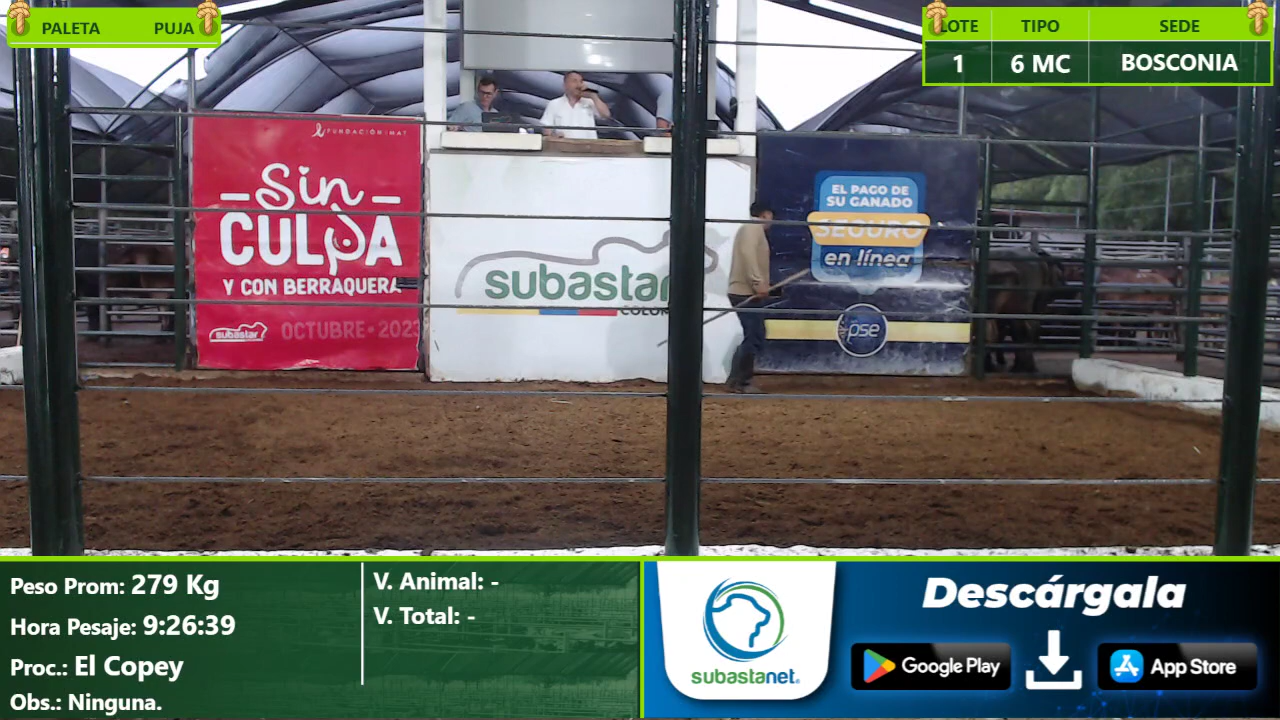 PALETA PUJA
LOTE TIPO SEDE
1 6 MC BOSCONIA
FUNDACIÓN
Sin
CULPA
Y CON BERRAQUERA
subastar OCTUBRE • 2023
subastar
EL PAGO DE
SU GANADO
SEGURO
en línea
pse
Peso Prom: 279 Kg
Hora Pesaje: 9:26:39
Proc.: El Copey
Obs.: Ninguna.
V. Animal: -
V. Total: -
subastanet
Descárgala
Google Play
App Store